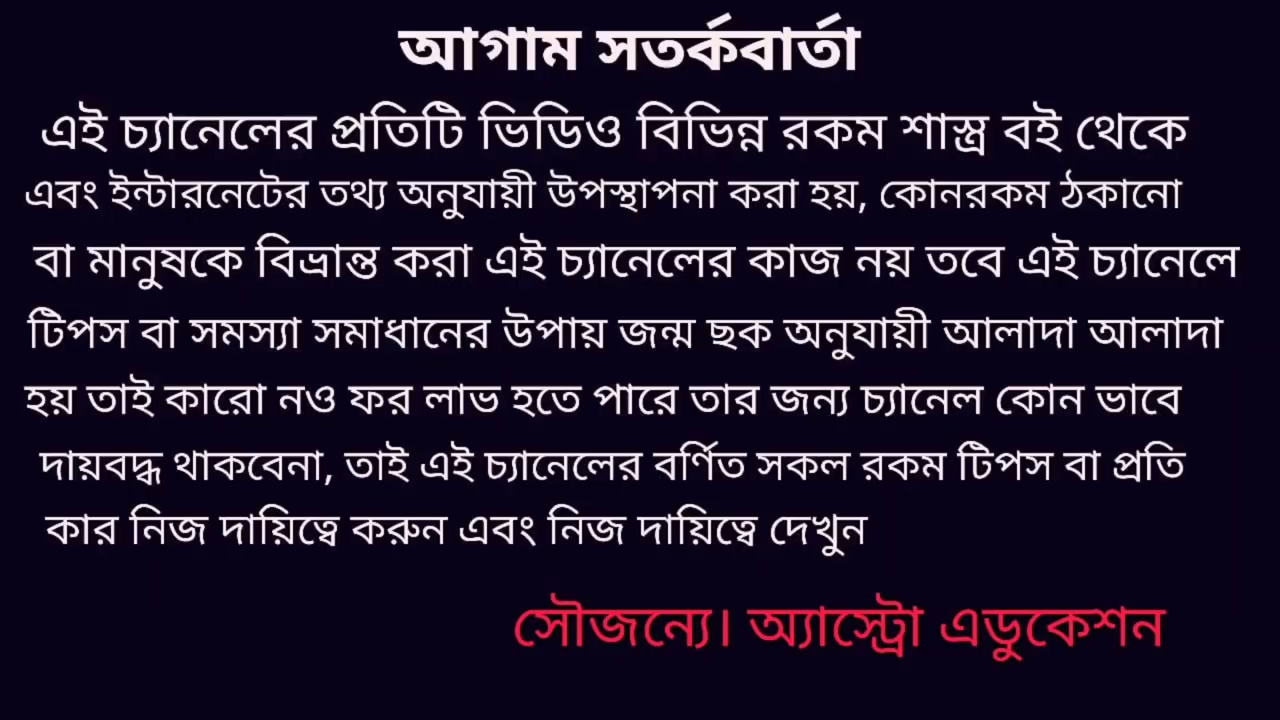 আগাম সতর্কবার্তা
এই চ্যানেলের প্রতিটি ভিডিও বিভিন্ন রকম শাস্ত্র বই থেকে
এবং ইন্টারনেটের তথ্য অনুযায়ী উপস্থাপনা করা হয়, কোনরকম ঠকানো
বা মানুষকে বিভ্রান্ত করা এই চ্যানেলের কাজ নয় তবে এই চ্যানেলে
টিপস বা সমস্যা সমাধানের উপায় জন্ম ছক অনুযায়ী আলাদা আলাদা
হয় তাই কারো নও ফর লাভ হতে পারে তার জন্য চ্যানেল কোন ভাবে
দায়বদ্ধ থাকবেনা, তাই এই চ্যানেলের বর্ণিত সকল রকম টিপস বা প্রতি
কার নিজ দায়িত্বে করুন এবং নিজ দায়িত্বে দেখুন
সৌজন্যে। অ্যাস্ট্রো এডুকেশন